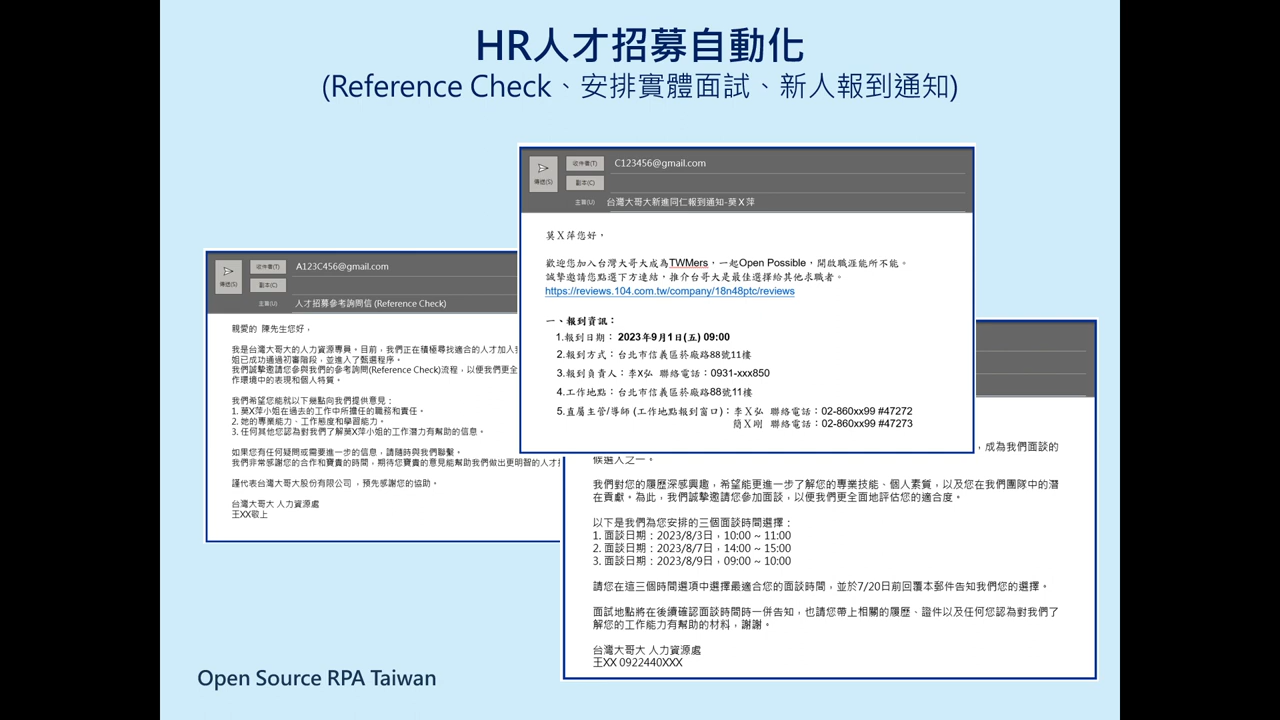 HR人才招募自動化
(Reference Check、安排實體面試、新人報到通知)
傳送(S)
收件者(T)
A123C456@gmail.com
副本(C)
主旨(U)
人才招募參考詢問信 (Reference Check)
親愛的 陳先生您好，
我是台灣大哥大的人力資源專員。目前，我們正在積極尋找適合的人才加入
姐已成功通過初審階段，並進入了甄選程序。
我們誠摯邀請您參與我們的參考詢問(Reference Check)流程，以便我們更全
作環境中的表現和個人特質。
我們希望您能就以下幾點向我們提供意見：
1. 莫X萍小姐在過去的工作中所擔任的職務和責任。
2. 她的專業能力、工作態度和學習能力。
3. 任何其他您認為對我們了解莫X萍小姐的工作潛力有幫助的信息。
如果您有任何疑問或需要進一步的信息，請隨時與我們聯繫。
我們非常感謝您的合作和寶貴的時間，期待您寶貴的意見能幫助我們做出更明智的人才
謹代表台灣大哥大股份有限公司，預先感謝您的協助。
台灣大哥大 人力資源處
王XX敬上
傳送(S)
收件者(T)
C123456@gmail.com
副本(C)
主旨(U)
台灣大哥大新進同仁報到通知-莫X萍
莫X萍您好，
歡迎您加入台灣大哥大成為TWMers，一起Open Possible，開啟職涯能所不能。
誠摯邀請您點選下方連結，推介台哥大是最佳選擇給其他求職者。
https://reviews.104.com.tw/company/18n48ptc/reviews
一、報到資訊：
1.報到日期： 2023年9月1日(五) 09:00
2.報到方式：台北市信義區菸廠路88號11樓
3.報到負責人：李X弘 聯絡電話：0931-xxx850
4.工作地點：台北市信義區菸廠路88號11樓
5.直屬主管/導師 (工作地點報到窗口)：李X弘 聯絡電話：02-860xx99 #47272
簡X剛 聯絡電話：02-860xx99 #47273
，成為我們面談的
候選人之一。
我們對您的履歷深感興趣，希望能更進一步了解您的專業技能、個人素質，以及您在我們團隊中的潛
在貢獻。為此，我們誠摯邀請您參加面談，以便我們更全面地評估您的適合度。
以下是我們為您安排的三個面談時間選擇：
1. 面談日期：2023/8/3日，10:00 ~ 11:00
2. 面談日期：2023/8/7日，14:00 ~ 15:00
3. 面談日期：2023/8/9日，09:00 ~ 10:00
請您在這三個時間選項中選擇最適合您的面談時間，並於7/20日前回覆本郵件告知我們您的選擇。
面試地點將在後續確認面談時間時一併告知，也請您帶上相關的履歷、證件以及任何您認為對我們了
解您的工作能力有幫助的材料，謝謝。
台灣大哥大 人力資源處
王XX 0922440XXX
Open Source RPA Taiwan